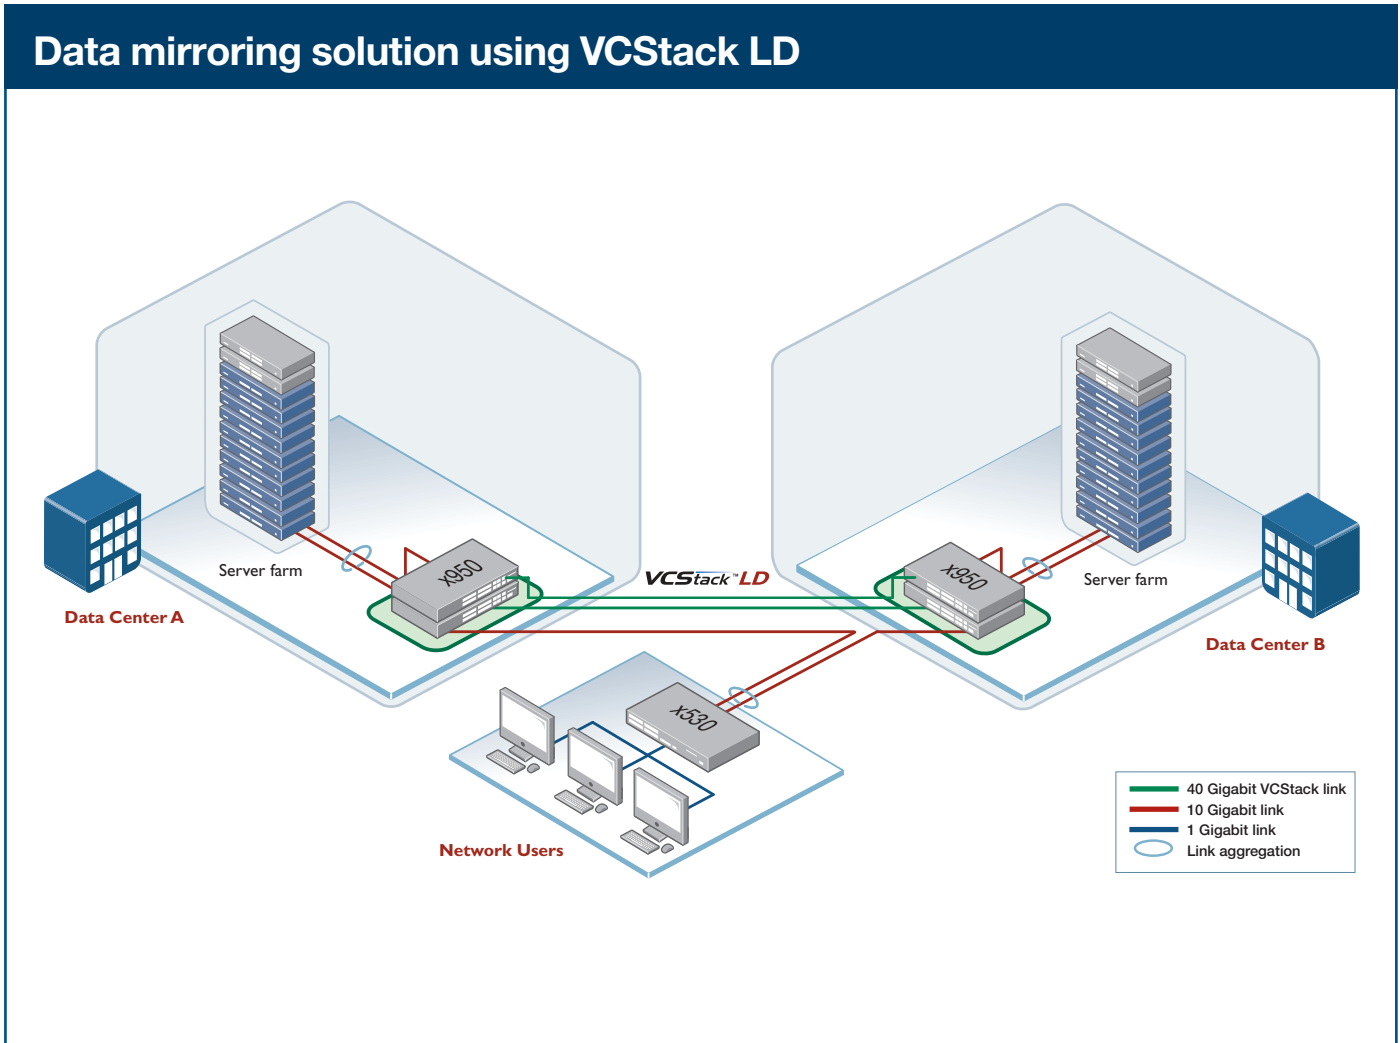 Data mirroring solution using VCStack LD
Server farm
x950
VCStack™LD
x950
Server farm
Data Center A
Data Center B
x530
Network Users
40 Gigabit VCStack link
10 Gigabit link
1 Gigabit link
Link aggregation